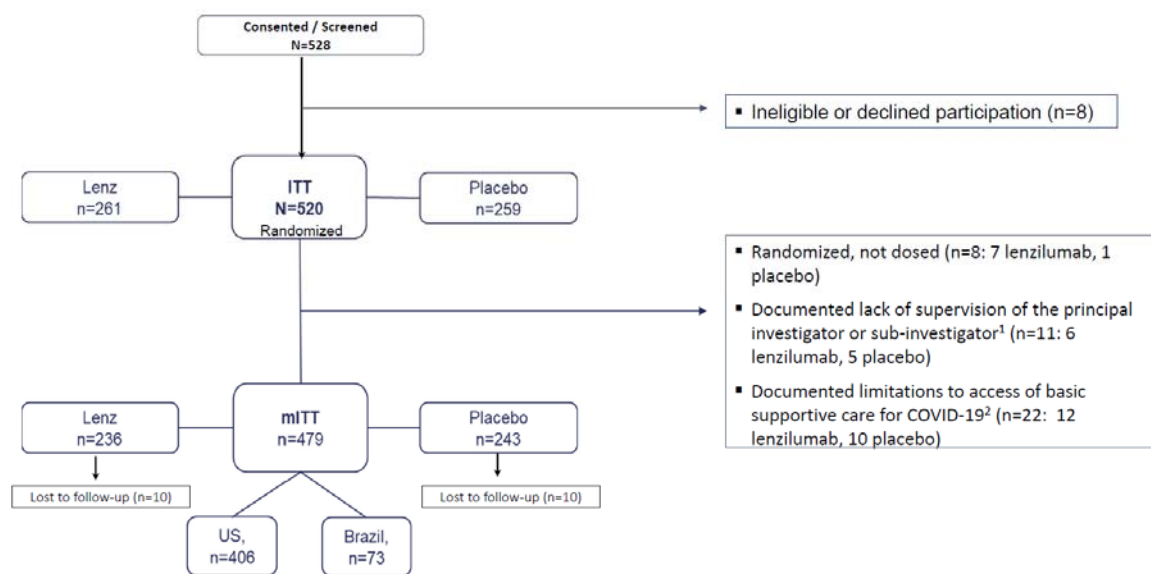 Consented / Screened
N=528
▪ Ineligible or declined participation (n=8)
Lenz
n=261
ITT
N=520
Randomized
Placebo
n=259
▪ Randomized, not dosed (n=8: 7 lenzilumab, 1
placebo)
▪ Documented lack of supervision of the principal
investigator or sub-investigator¹ (n=11: 6
lenzilumab, 5 placebo)
▪ Documented limitations to access of basic
supportive care for COVID-19² (n=22: 12
lenzilumab, 10 placebo)
Lenz
n=236
mITT
n=479
Placebo
n=243
Lost to follow-up (n=10)
Lost to follow-up (n=10)
US,
n=406
Brazil,
n=73